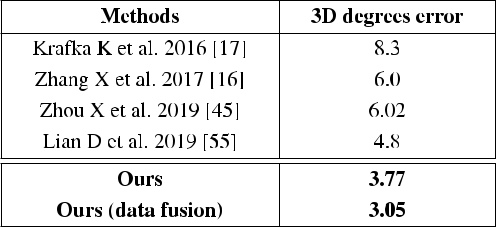 Methods 3D degrees error
Krafka K et al. 2016 [17] 8.3
Zhang X et al. 2017 [16] 6.0
Zhou X et al. 2019 [45] 6.02
Lian D et al. 2019 [55] 4.8
Ours 3.77
Ours (data fusion) 3.05